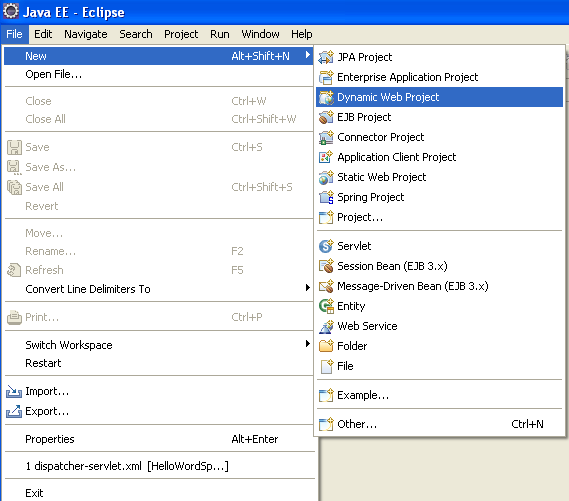 Java EE - Eclipse
File Edit Navigate Search Project Run Window Help
New Alt+Shift+N
Open File...
Close Ctrl+W
Close All Ctrl+Shift+W
Save Ctrl+S
Save As...
Save All Ctrl+Shift+S
Revert
Move...
Rename... F2
Refresh F5
Convert Line Delimiters To
Print... Ctrl+P
Switch Workspace
Restart
Import...
Export...
Properties Alt+Enter
1 dispatcher-servlet.xml [HelloWordSp...]
Exit
JPA Project
Enterprise Application Project
Dynamic Web Project
EJB Project
Connector Project
Application Client Project
Static Web Project
Spring Project
Project...
Servlet
Session Bean (EJB 3.x)
Message-Driven Bean (EJB 3.x)
Entity
Web Service
Folder
File
Example...
Other... Ctrl+N